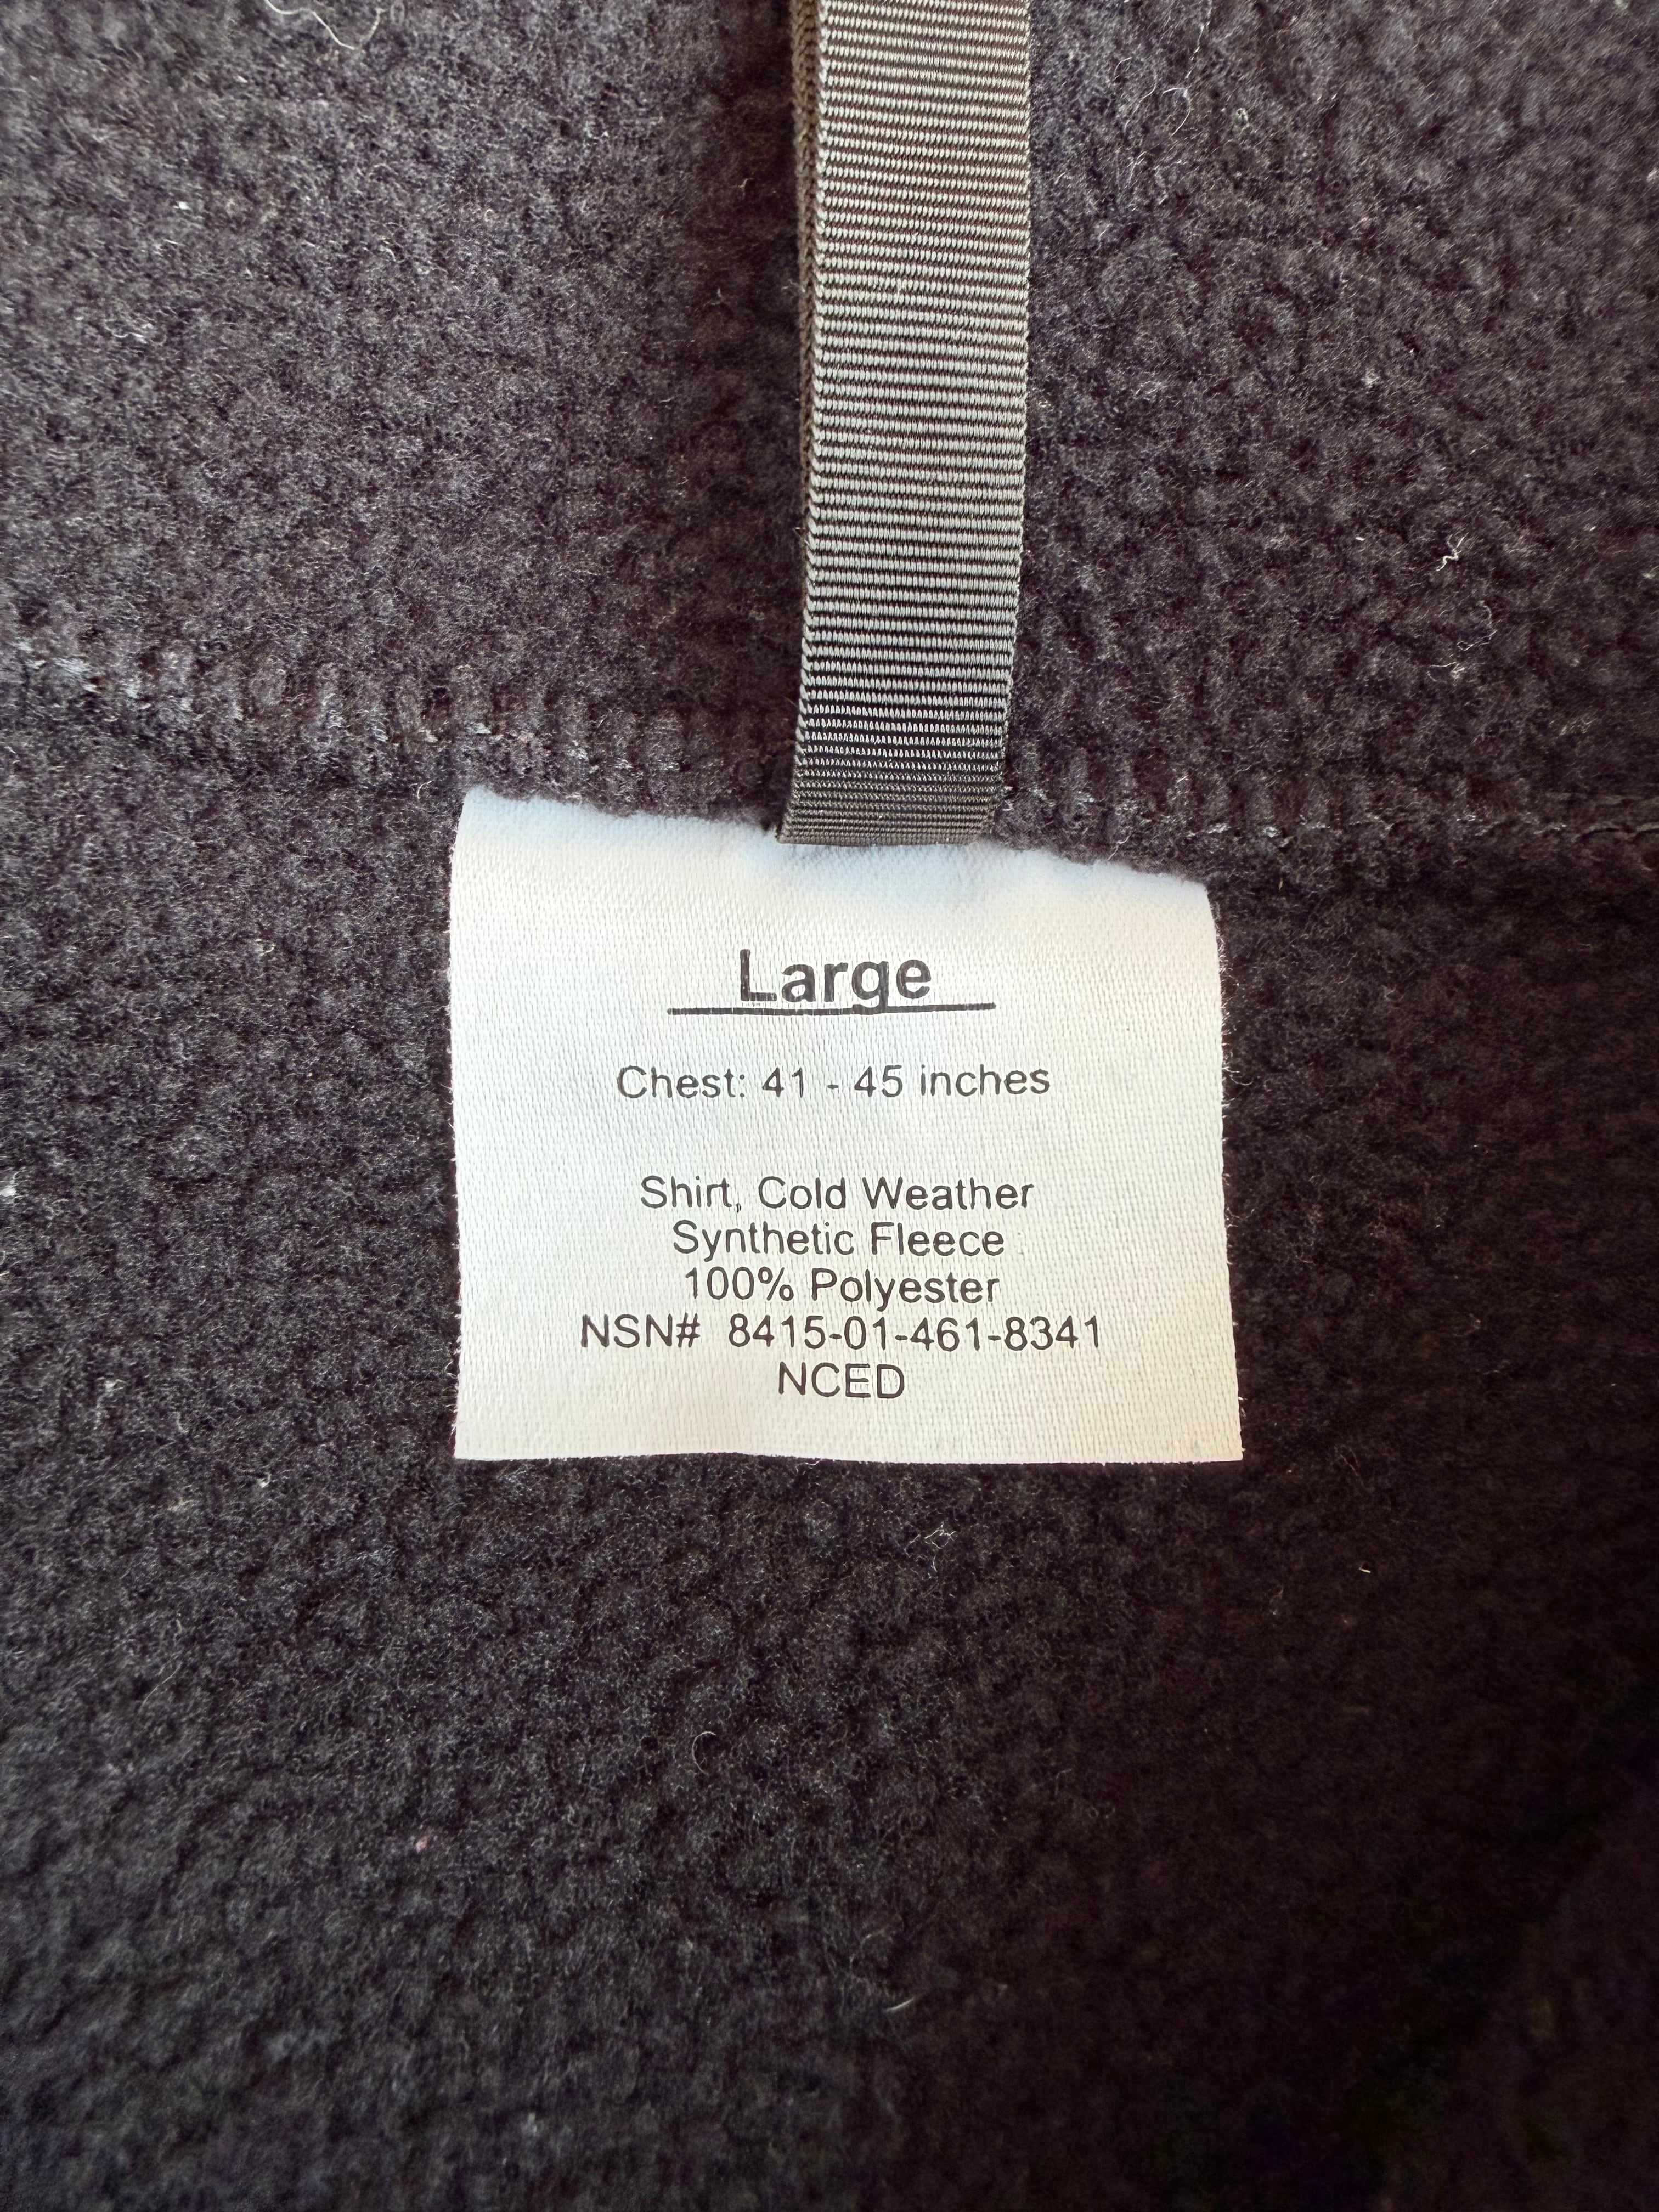 Large
Chest: 41 - 45 inches
Shirt, Cold Weather
Synthetic Fleece
100% Polyester
NSN# 8415-01-461-8341
NCED